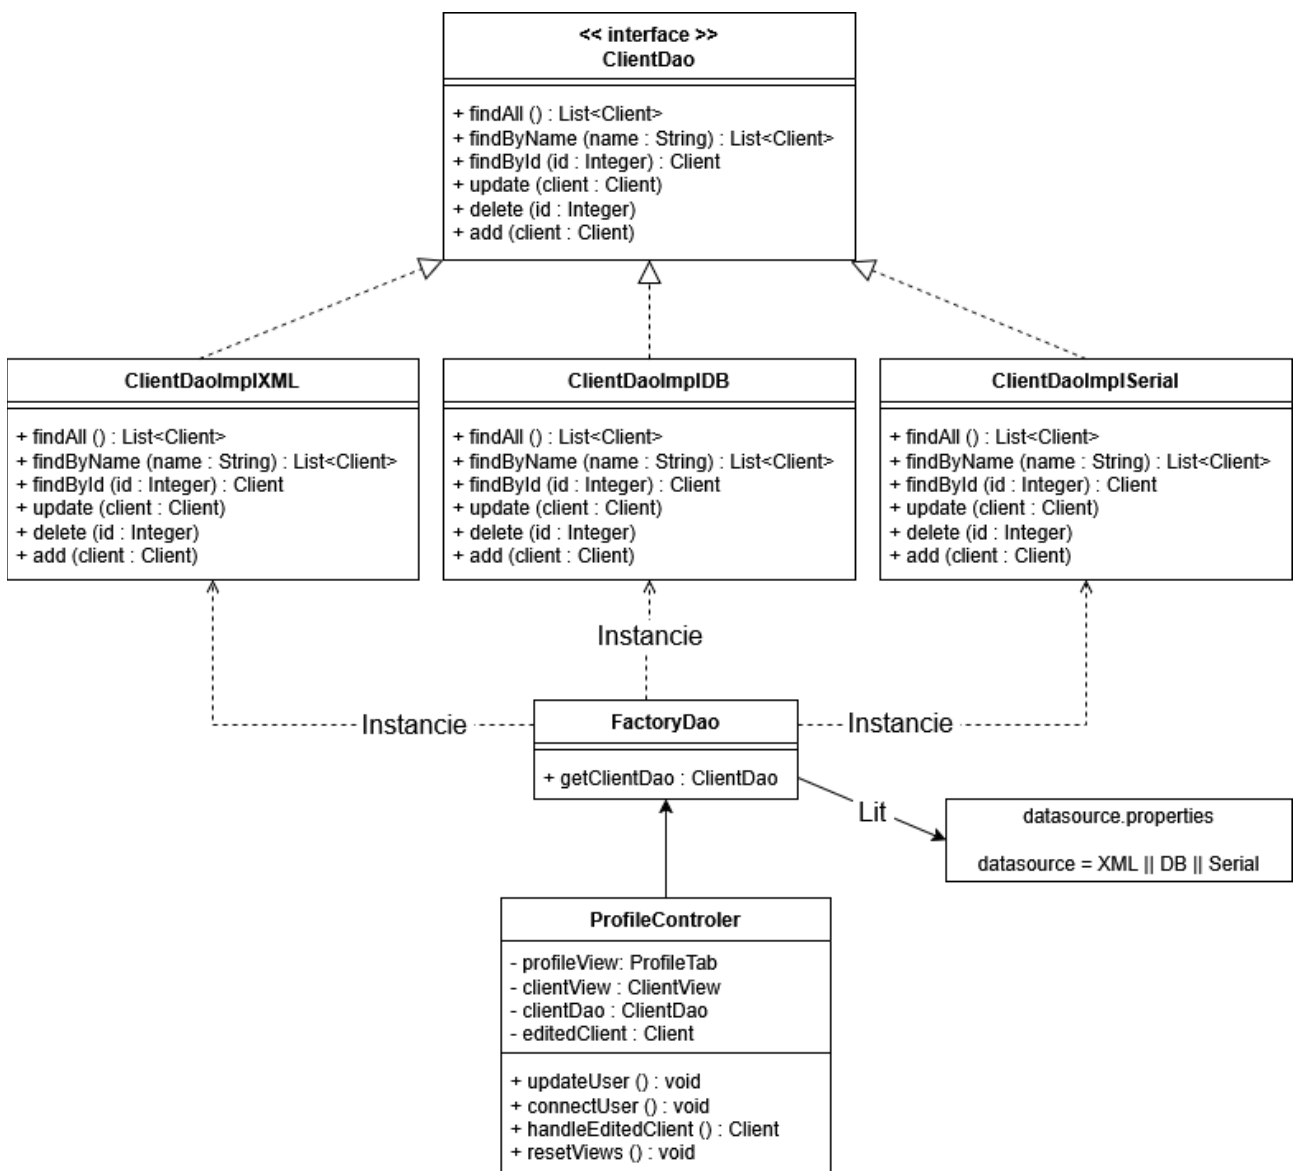 << interface >>
ClientDao
+ findAll () : List<Client>
+ findByName (name : String) : List<Client>
+ findById (id : Integer) : Client
+ update (client : Client)
+ delete (id : Integer)
+ add (client : Client)
ClientDaoImplXML
+ findAll () : List<Client>
+ findByName (name : String) : List<Client>
+ findById (id : Integer) : Client
+ update (client : Client)
+ delete (id : Integer)
+ add (client : Client)
ClientDaoImplDB
+ findAll () : List<Client>
+ findByName (name : String) : List<Client>
+ findById (id : Integer) : Client
+ update (client : Client)
+ delete (id : Integer)
+ add (client : Client)
ClientDaoImplSerial
+ findAll () : List<Client>
+ findByName (name : String) : List<Client>
+ findById (id : Integer) : Client
+ update (client : Client)
+ delete (id : Integer)
+ add (client : Client)
Instancie
Instancie
Instancie
FactoryDao
+ getClientDao : ClientDao
Lit
datasource.properties
datasource = XML || DB || Serial
ProfileControler
- profileView: ProfileTab
- clientView : ClientView
- clientDao : ClientDao
- editedClient : Client
+ updateUser () : void
+ connectUser () : void
+ handleEditedClient () : Client
+ resetViews () : void